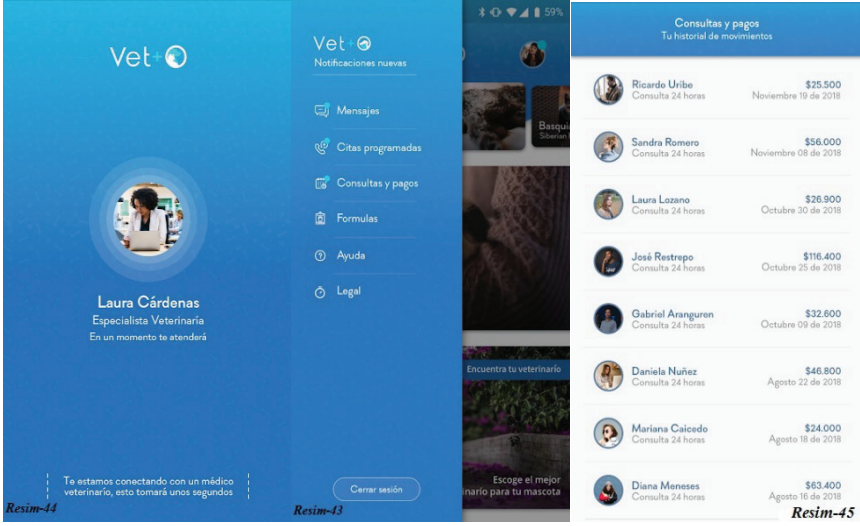 Vet+
Laura Cárdenas
Especialista Veterinaría
En un momento te atenderá
Te estamos conectando con un médico
veterinario, esto tomará unos segundos
Resim-44
Vet+
Notificaciones nuevas
Mensajes
Citas programadas
Consultas y pagos
Formulas
Ayuda
Legal
Cerrar sesión
Resim-43
59%
Basqui
Siberian
Encuentra tu veterinario
Escoge el mejor
inario para tu mascota
Consultas y pagos
Tu historial de movimientos
Ricardo Uribe $25.500
Consulta 24 horas Noviembre 19 de 2018
Sandra Romero $56.000
Consulta 24 horas Noviembre 08 de 2018
Laura Lozano $26.900
Consulta 24 horas Octubre 30 de 2018
José Restrepo $116.400
Consulta 24 horas Octubre 25 de 2018
Gabriel Aranguren $32.600
Consulta 24 horas Octubre 09 de 2018
Daniela Nuñez $46.800
Consulta 24 horas Agosto 22 de 2018
Mariana Caicedo $24.000
Consulta 24 horas Agosto 18 de 2018
Diana Meneses $63.400
Consulta 24 horas Agosto 16 de 2018
Resim-45